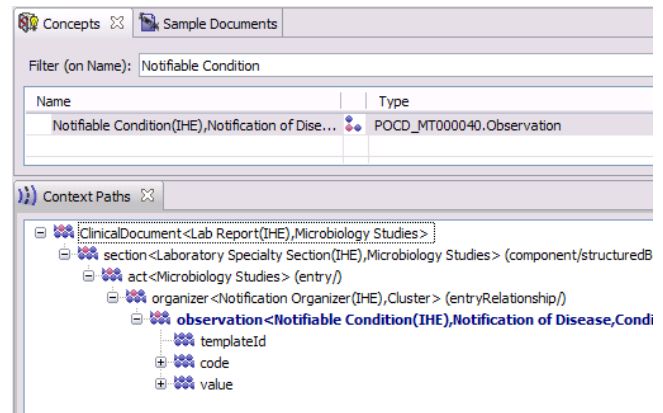 Concepts
Sample Documents
Filter (on Name): Notifiable Condition
Name Type
Notifiable Condition(IHE),Notification of Dise... POCD_MT000040.Observation
Context Paths
ClinicalDocument<Lab Report(IHE),Microbiology Studies>
section<Laboratory Specialty Section(IHE),Microbiology Studies> (component/structuredB
act<Microbiology Studies> (entry/)
organizer<Notification Organizer(IHE),Cluster> (entryRelationship/)
observation<Notifiable Condition(IHE),Notification of Disease,Condi
templateId
code
value